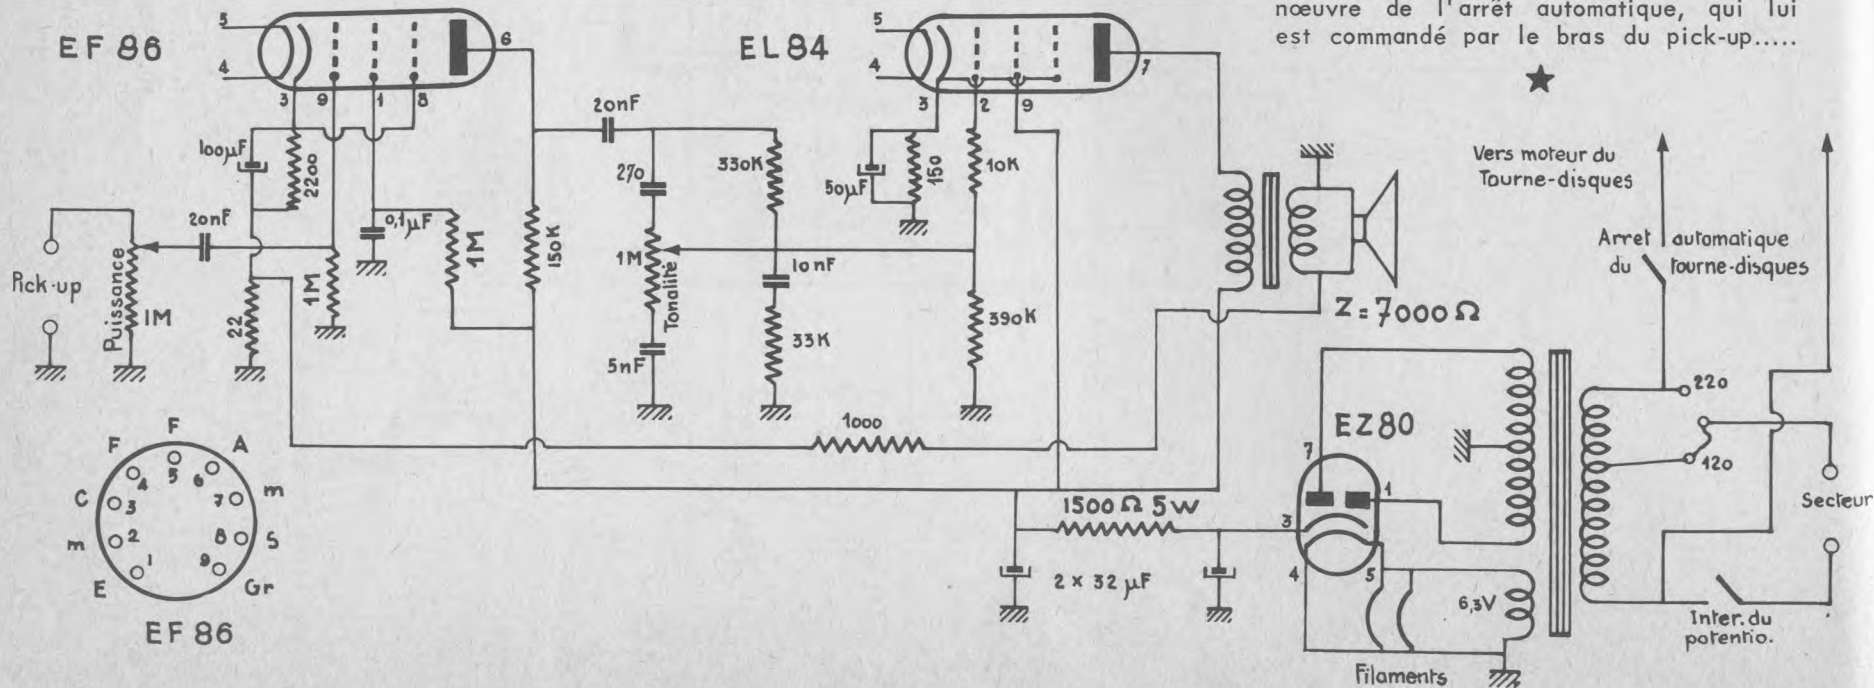 nœuvre de l'arrêt automatique, qui lui
est commandé par le bras du pick-up.....
EF 86
5
4
3
9
1
8
6
EL 84
5
4
3
2
9
7
100µF
2200
20nF
Pick-up
Puissance
1M
22
1M
0,1µF
1M
150K
20nF
270
330K
1M
Tonalité
5nF
10nF
33K
50µF
150
10K
390K
1000
Z = 7000 Ω
Vers moteur du
Tourne-disques
Arret automatique
du tourne-disques
220
120
Secteur
Inter. du
potentio.
EZ80
7
1
3
4
5
1500 Ω 5w
2 x 32 µF
6,3V
Filaments
F
F
A
C
m
m
S
E
Gr
5
4
6
3
7
2
8
1
9
EF 86